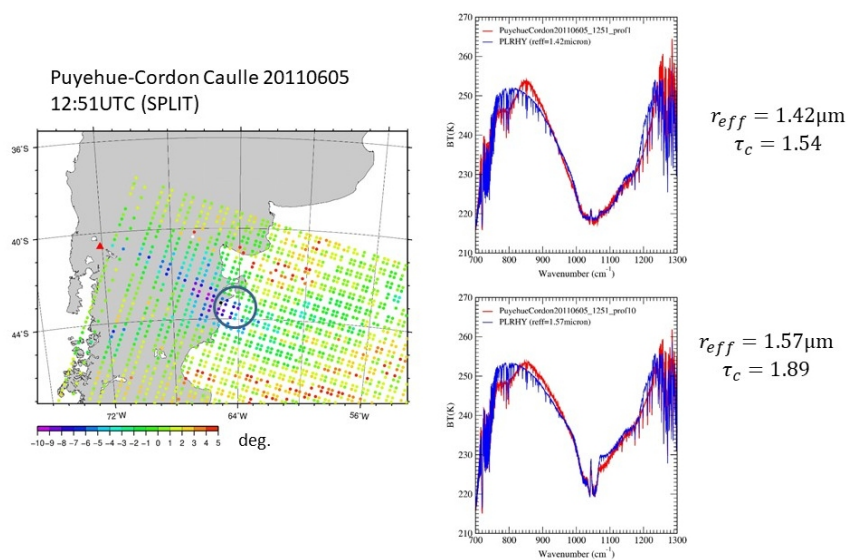 Puyehue-Cordon Caulle 20110605
12:51UTC (SPLIT)
36°S
40°S
44°S
72°W
64°W
56°W
−10−9 −8 −7 −6 −5 −4 −3 −2 −1 0 1 2 3 4 5
deg.
270
260
250
240
230
220
210
BT(K)
PuyehueCordon20110605_1251_prof1
PLRHY (reff=1.42micron)
700 800 900 1000 1100 1200 1300
Wavenumber (cm⁻¹)
r_eff = 1.42μm
τ_c = 1.54
270
260
250
240
230
220
210
BT(K)
PuyehueCordon20110605_1251_prof10
PLRHY (reff=1.57micron)
700 800 900 1000 1100 1200 1300
Wavenumber (cm⁻¹)
r_eff = 1.57μm
τ_c = 1.89